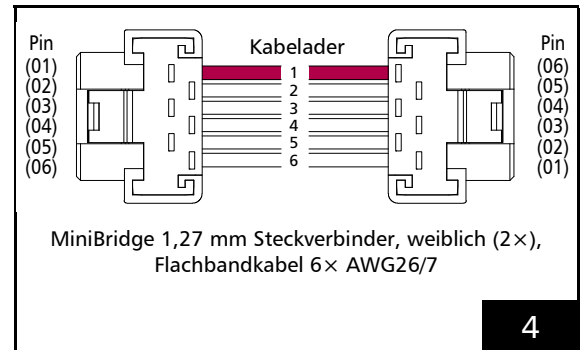 Pin Kabelader Pin
(01) 1 (06)
(02) 2 (05)
(03) 3 (04)
(04) 4 (03)
(05) 5 (02)
(06) 6 (01)
MiniBridge 1,27 mm Steckverbinder, weiblich (2×),
Flachbandkabel 6× AWG26/7
4